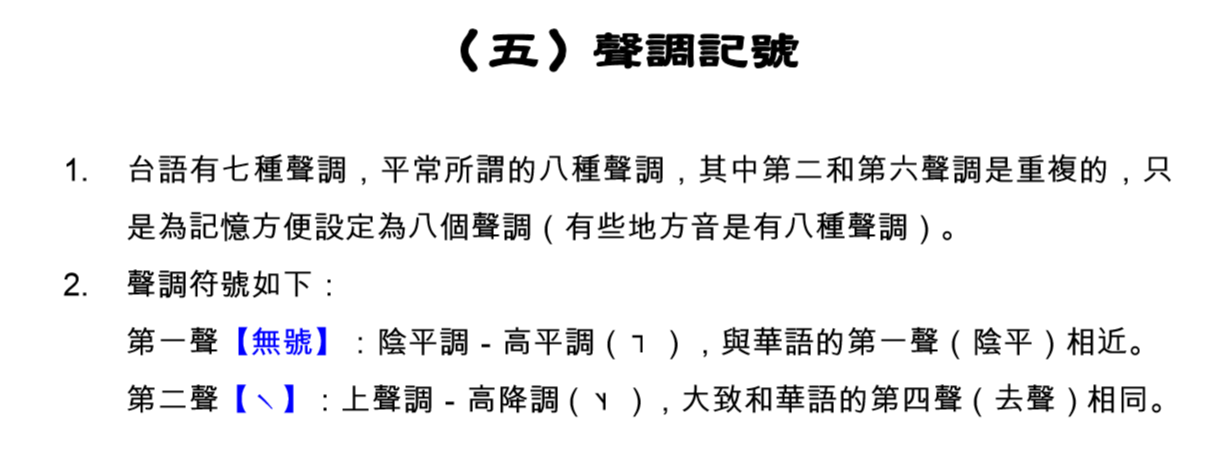 （五）聲調記號
1. 台語有七種聲調，平常所謂的八種聲調，其中第二和第六聲調是重複的，只
是為記憶方便設定為八個聲調（有些地方音是有八種聲調）。
2. 聲調符號如下：
第一聲【無號】：陰平調－高平調（˥），與華語的第一聲（陰平）相近。
第二聲【ˋ】：上聲調－高降調（˥˧），大致和華語的第四聲（去聲）相同。